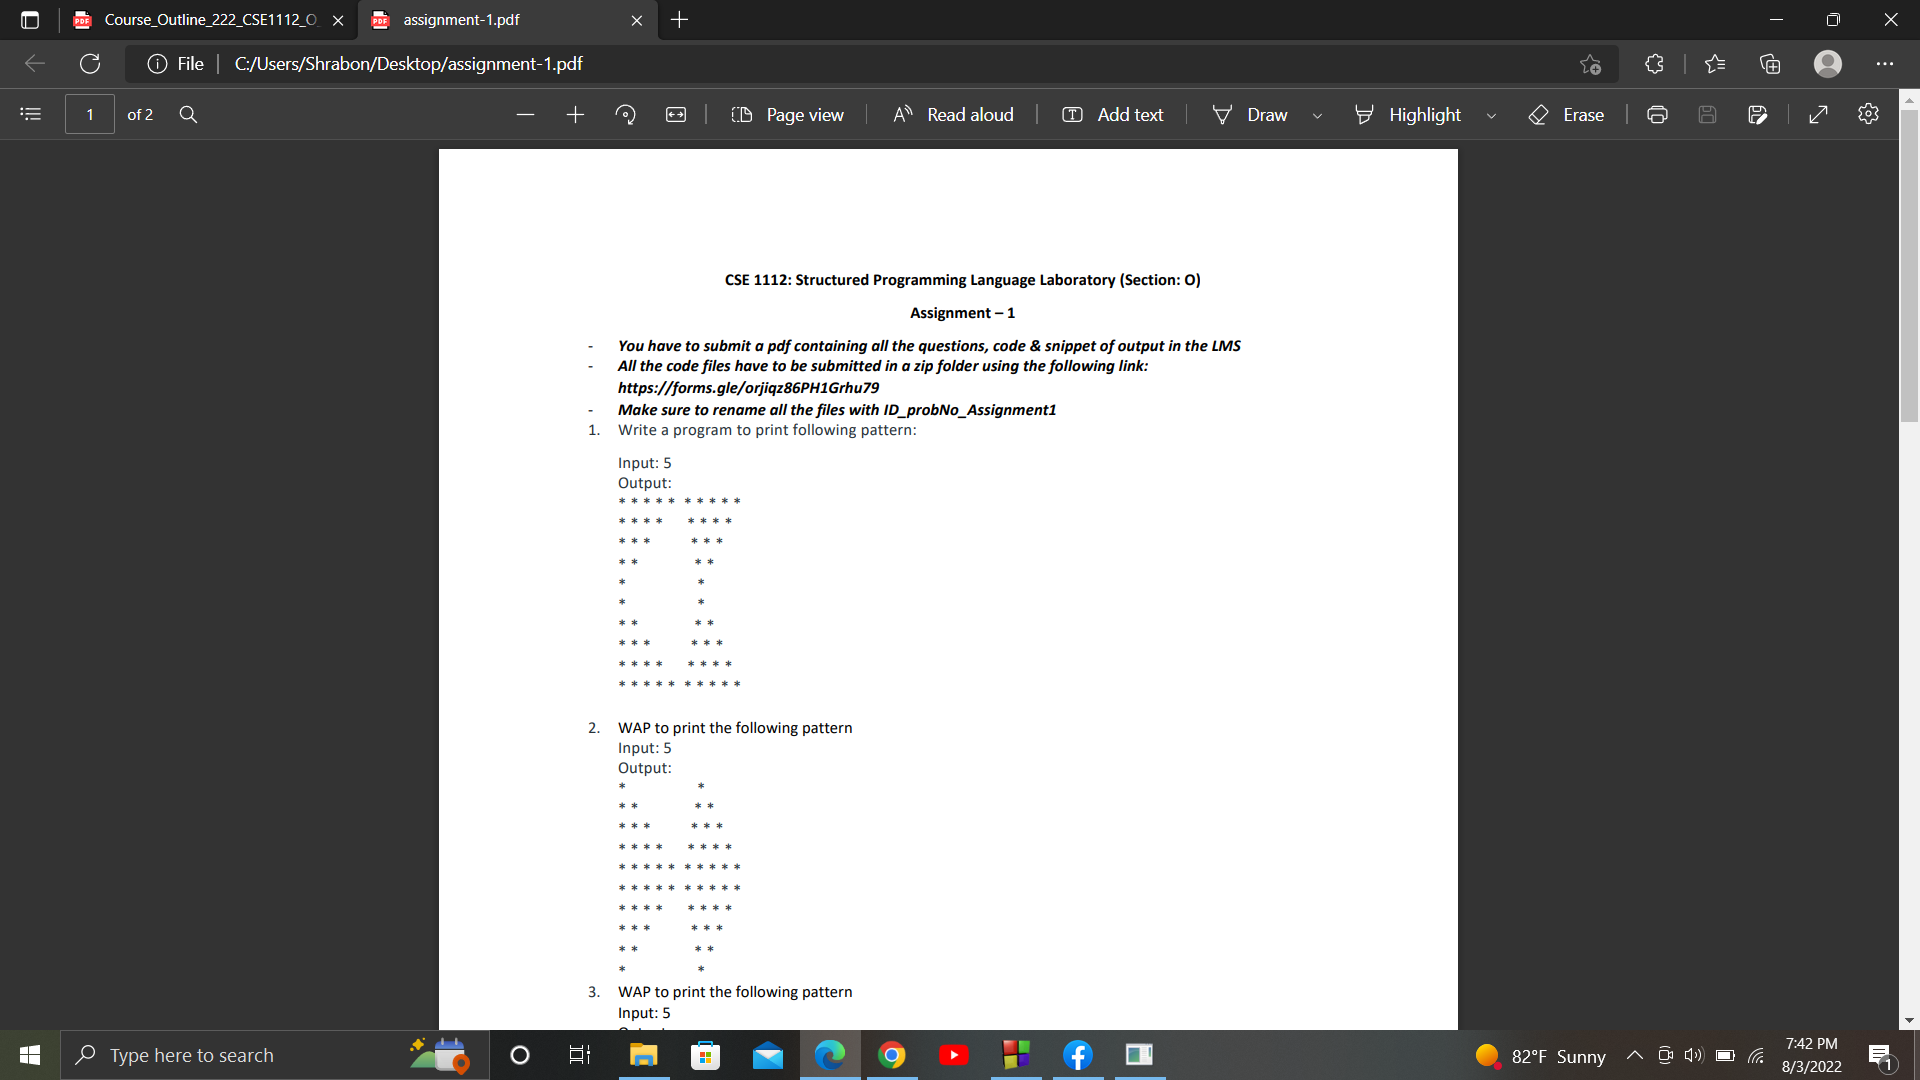 Course_Outline_222_CSE1112_O
assignment-1.pdf
File
C:/Users/Shrabon/Desktop/assignment-1.pdf
1 of 2
Page view
Read aloud
Add text
Draw
Highlight
Erase
CSE 1112: Structured Programming Language Laboratory (Section: O)
Assignment – 1
- You have to submit a pdf containing all the questions, code & snippet of output in the LMS
- All the code files have to be submitted in a zip folder using the following link:
https://forms.gle/orjiqz86PH1Grhu79
- Make sure to rename all the files with ID_probNo_Assignment1
1. Write a program to print following pattern:
Input: 5
Output:
* * * * * * * * * *
* * * * * * * *
* * * * * *
* * * *
* *
* *
* * * *
* * * * * *
* * * * * * * *
* * * * * * * * * *
2. WAP to print the following pattern
Input: 5
Output:
* *
* * * *
* * * * * *
* * * * * * * *
* * * * * * * * * *
* * * * * * * * * *
* * * * * * * *
* * * * * *
* * * *
* *
3. WAP to print the following pattern
Input: 5
Type here to search
82°F Sunny
7:42 PM
8/3/2022
1